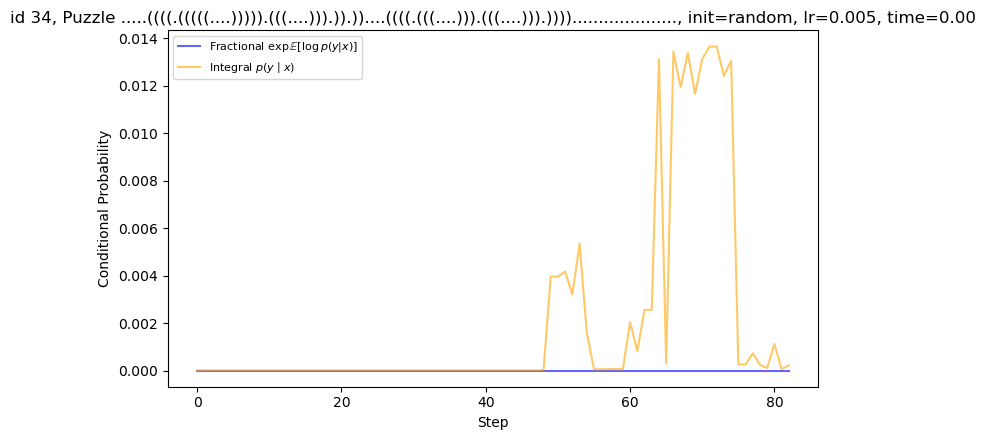 id 34, Puzzle .....((((.(((((....))))).(((....))).)).))....((((.(((....))).(((....))).))))....................., init=random, lr=0.005, time=0.00
Fractional exp𝔼[log p(y|x)]
Integral p(y | x)
Conditional Probability
0.014
0.012
0.010
0.008
0.006
0.004
0.002
0.000
0 20 40 60 80
Step